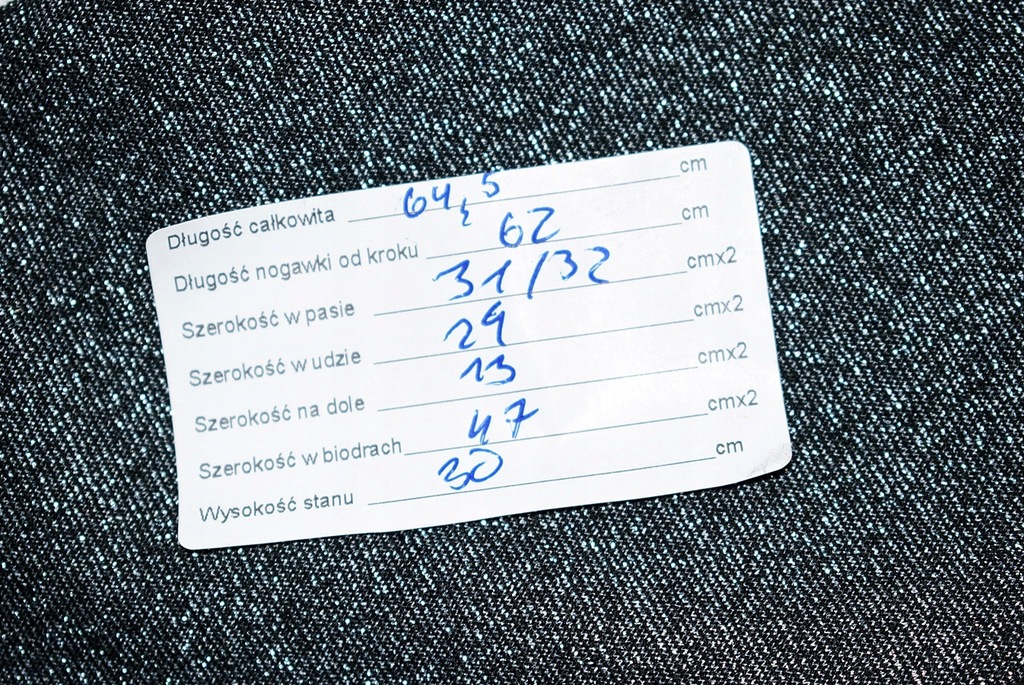 Długość całkowita 64,5 cm
Długość nogawki od kroku 62 cm
Szerokość w pasie 31/32 cmx2
Szerokość w udzie 29 cmx2
Szerokość na dole 13 cmx2
Szerokość w biodrach 47 cmx2
Wysokość stanu 30 cm